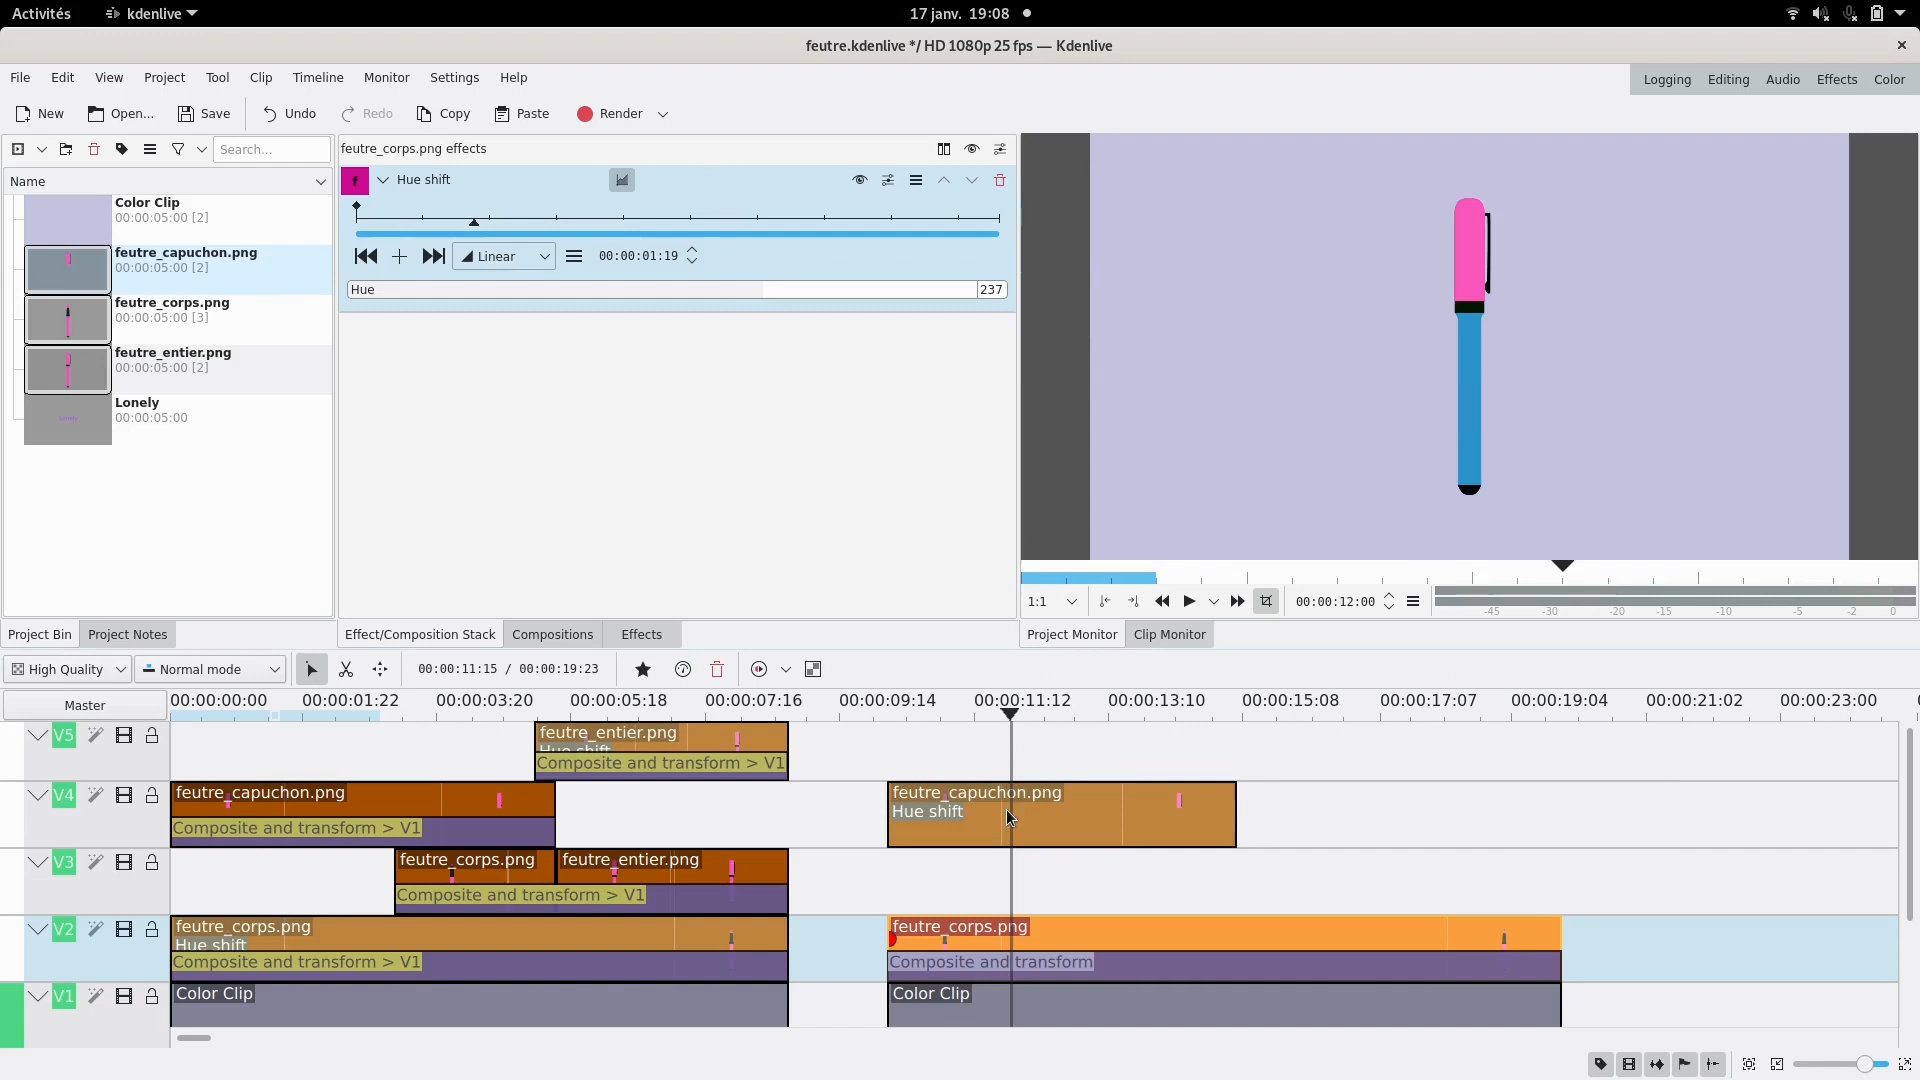 Activités
kdenlive
17 janv. 19:08
feutre.kdenlive */ HD 1080p 25 fps — Kdenlive
File Edit View Project Tool Clip Timeline Monitor Settings Help
Logging Editing Audio Effects Color
New Open... Save Undo Redo Copy Paste Render
Search...
feutre_corps.png effects
Name
f Hue shift
Color Clip
00:00:05:00 [2]
feutre_capuchon.png
00:00:05:00 [2]
Linear 00:00:01:19
Hue 237
feutre_corps.png
00:00:05:00 [3]
feutre_entier.png
00:00:05:00 [2]
Lonely
00:00:05:00
1:1 00:00:12:00
-45 -30 -20 -15 -10 -5 -2 0
Project Bin Project Notes
Effect/Composition Stack Compositions Effects
Project Monitor Clip Monitor
High Quality Normal mode 00:00:11:15 / 00:00:19:23
Master
00:00:00:00 00:00:01:22 00:00:03:20 00:00:05:18 00:00:07:16 00:00:09:14 00:00:11:12 00:00:13:10 00:00:15:08 00:00:17:07 00:00:19:04 00:00:21:02 00:00:23:00
V5
feutre_entier.png
Hue shift
Composite and transform > V1
V4
feutre_capuchon.png
Composite and transform > V1
feutre_capuchon.png
Hue shift
V3
feutre_corps.png feutre_entier.png
Composite and transform > V1
V2
feutre_corps.png
Hue shift
Composite and transform > V1
feutre_corps.png
Composite and transform
V1
Color Clip Color Clip